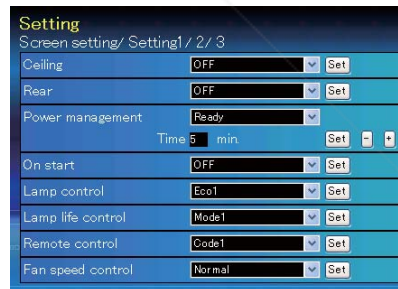 Setting
Screen setting/ Setting1/ 2/ 3
Ceiling OFF Set
Rear OFF Set
Power management Ready
Time 5 min. Set - +
On start OFF Set
Lamp control Eco1 Set
Lamp life control Mode1 Set
Remote control Code1 Set
Fan speed control Normal Set